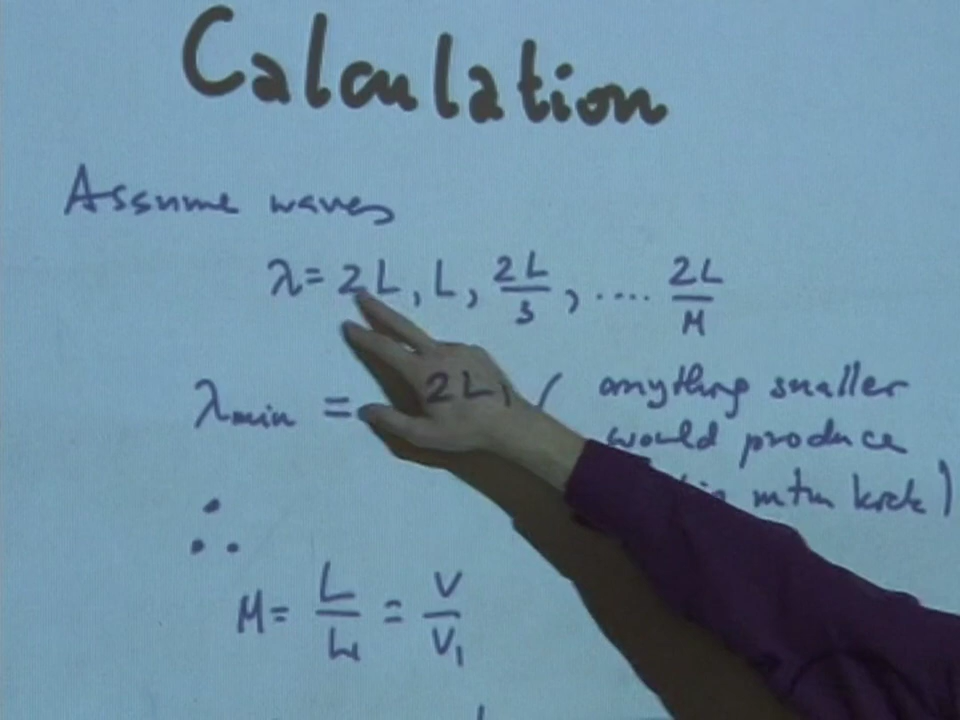 Calculation
Assume waves
λ = 2L, L, 2L/3, .... 2L/M
λmin = 2L, ( anything smaller
would produce
mtm kick)
∴
M = L/L₁ = V/V₁